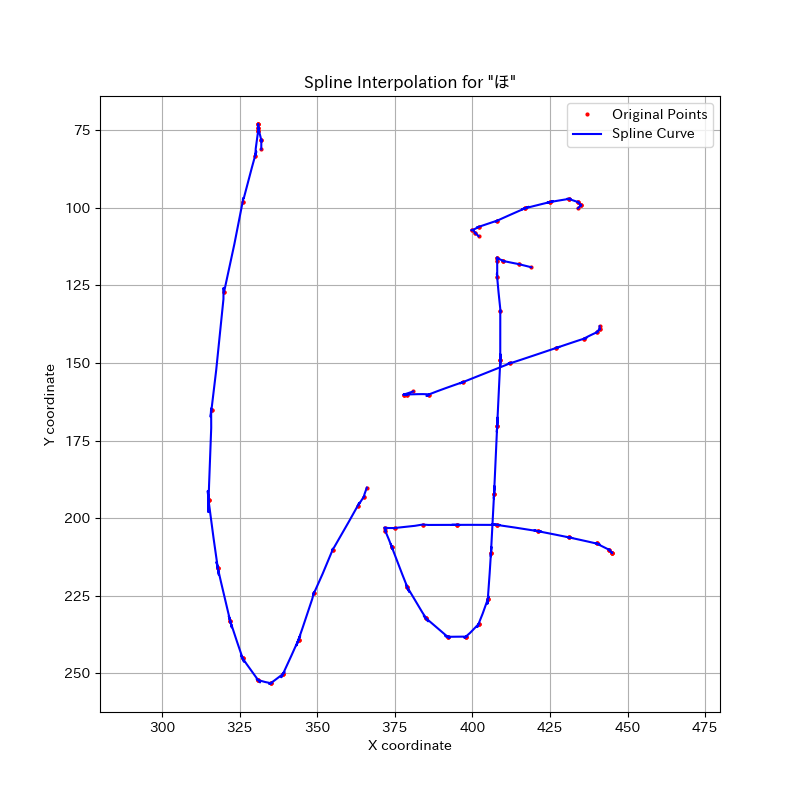 Spline Interpolation for "ほ"
Original Points
Spline Curve
75
100
125
150
175
200
225
250
Y coordinate
ほ
300
325
350
375
400
425
450
475
X coordinate